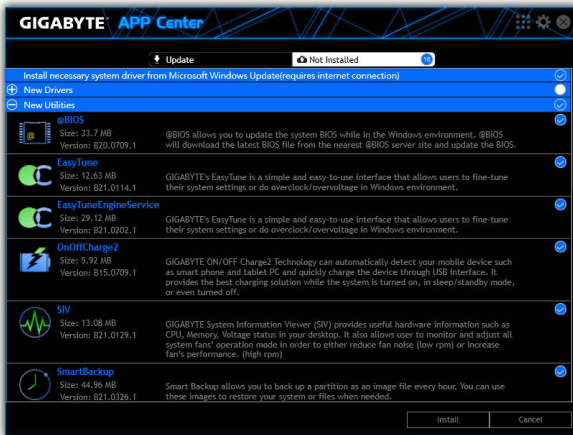 GIGABYTE™ APP Center
Update
Not Installed
18
Install necessary system driver from Microsoft Windows Update(requires internet connection)
New Drivers
New Utilities
@BIOS
Size: 33.7 MB
Version: B20.0709.1
@BIOS allows you to update the system BIOS while in the Windows environment. @BIOS
will download the latest BIOS file from the nearest @BIOS server site and update the BIOS.
EasyTune
Size: 12.63 MB
Version: B21.0114.1
GIGABYTE's EasyTune is a simple and easy-to-use interface that allows users to fine-tune
their system settings or do overclock/overvoltage in Windows environment.
EasyTuneEngineService
Size: 29.12 MB
Version: B21.0202.1
GIGABYTE's EasyTune is a simple and easy-to-use interface that allows users to fine-tune
their system settings or do overclock/overvoltage in Windows environment.
OnOffCharge2
Size: 5.92 MB
Version: B15.0709.1
GIGABYTE ON/OFF Charge2 Technology can automatically detect your mobile device such
as smart phone and tablet PC and quickly charge the device through USB interface. It
provides the best charging solution while the system is turned on, in sleep/standby mode,
or even turned off.
SIV
Size: 13.08 MB
Version: B21.0129.1
GIGABYTE System Information Viewer (SIV) provides useful hardware information such as
CPU, Memory, Voltage status in your desktop. It also allows user to monitor and adjust all
system fans' operation mode in order to either reduce fan noise (low rpm) or increase
fan's performance. (high rpm)
SmartBackup
Size: 44.96 MB
Version: B21.0326.1
Smart Backup allows you to back up a partition as an image file every hour. You can use
these images to restore your system or files when needed.
Install
Cancel